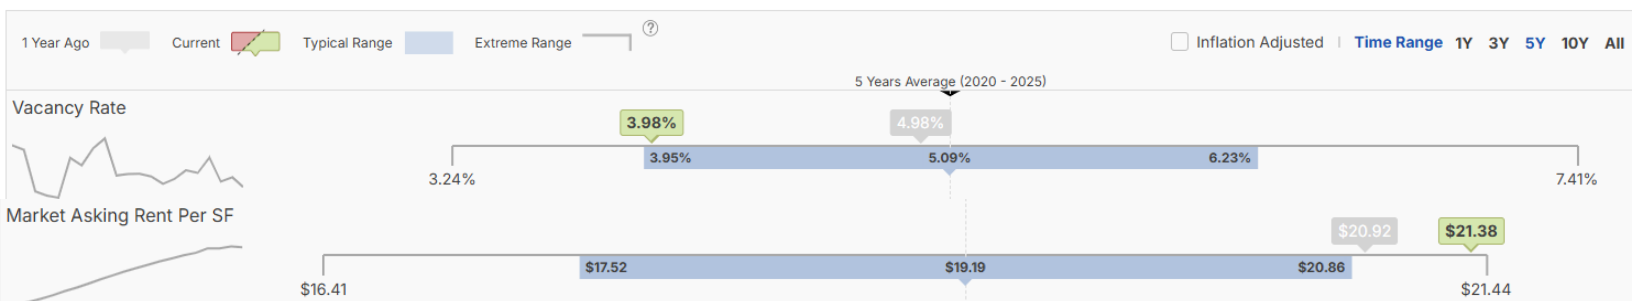 1 Year Ago Current Typical Range Extreme Range ? Inflation Adjusted | Time Range 1Y 3Y 5Y 10Y All
5 Years Average (2020 - 2025)
Vacancy Rate
3.98% 4.98%
3.95% 5.09% 6.23%
3.24% 7.41%
Market Asking Rent Per SF
$20.92 $21.38
$17.52 $19.19 $20.86
$16.41 $21.44